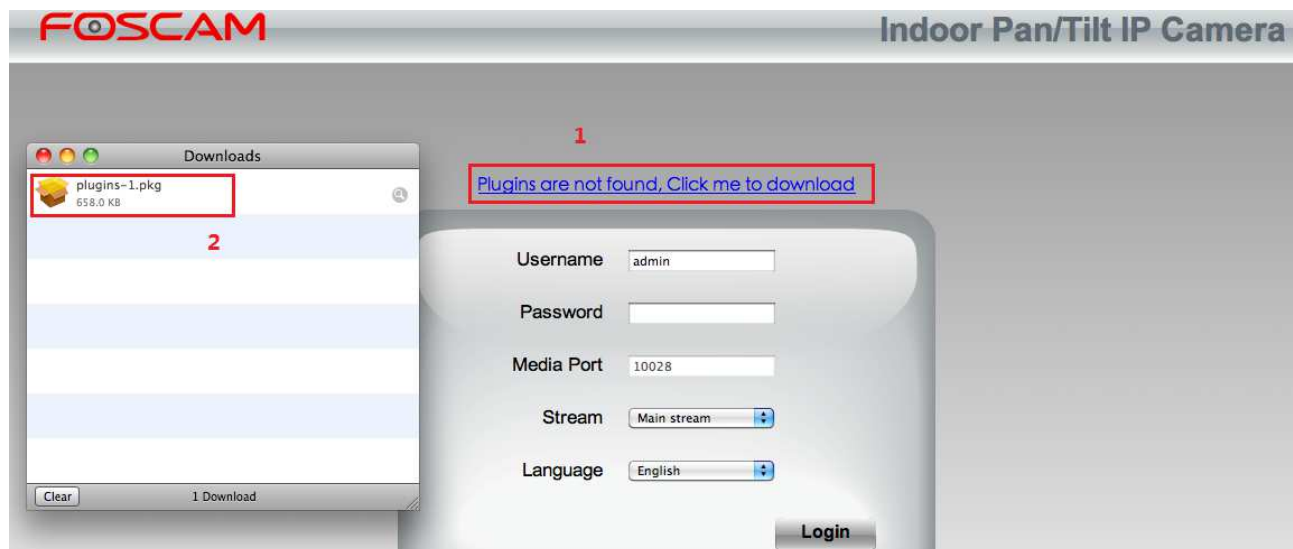 FOSCAM
Indoor Pan/Tilt IP Camera
1
Plugins are not found, Click me to download
Downloads
plugins-1.pkg
658.0 KB
2
Clear
1 Download
Username admin
Password
Media Port 10028
Stream Main stream
Language English
Login